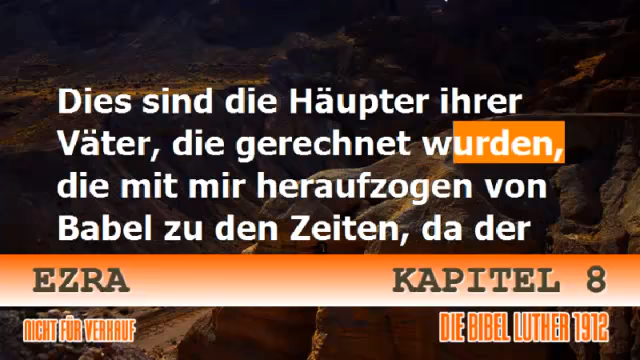 Dies sind die Häupter ihrer
Väter, die gerechnet wurden,
die mit mir heraufzogen von
Babel zu den Zeiten, da der
EZRA KAPITEL 8
NICHT FÜR VERKAUF DIE BIBEL LUTHER 1912